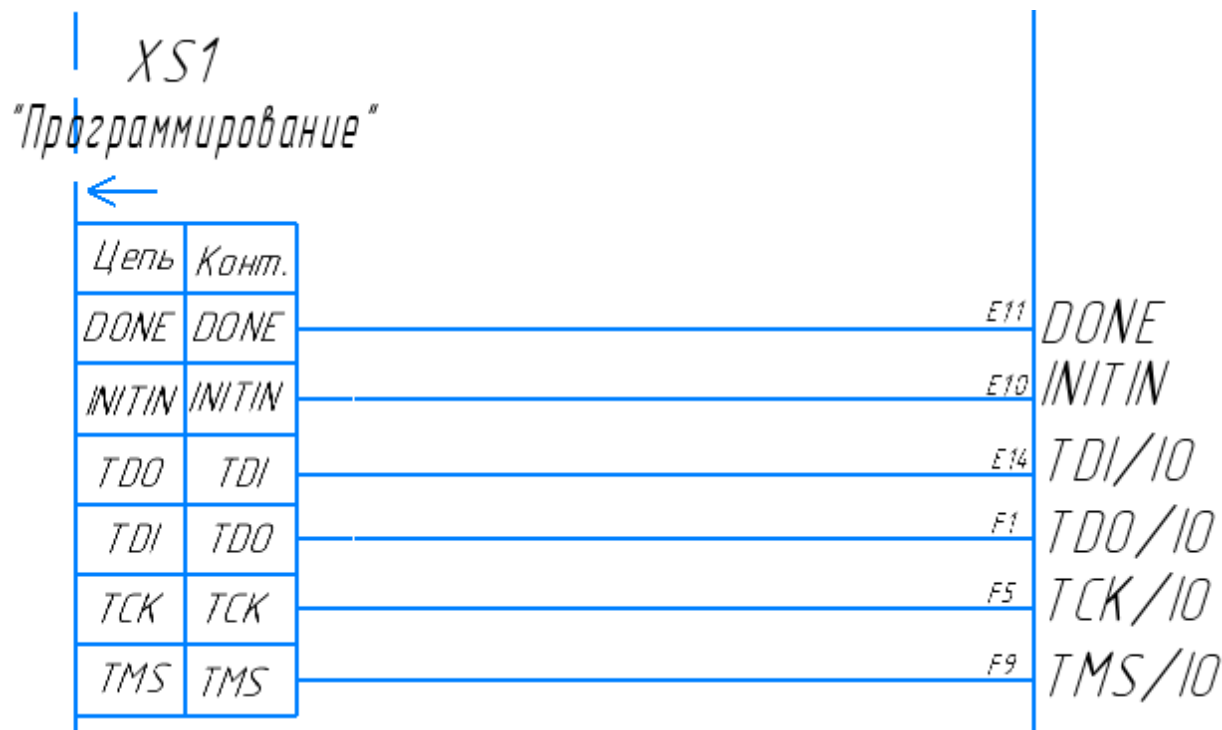 XS1
"Программирование"
Цепь Конт.
DONE DONE E11 DONE
INITIN INITIN E10 INITIN
TDO TDI E14 TDI/IO
TDI TDO F1 TDO/IO
TCK TCK F5 TCK/IO
TMS TMS F9 TMS/IO